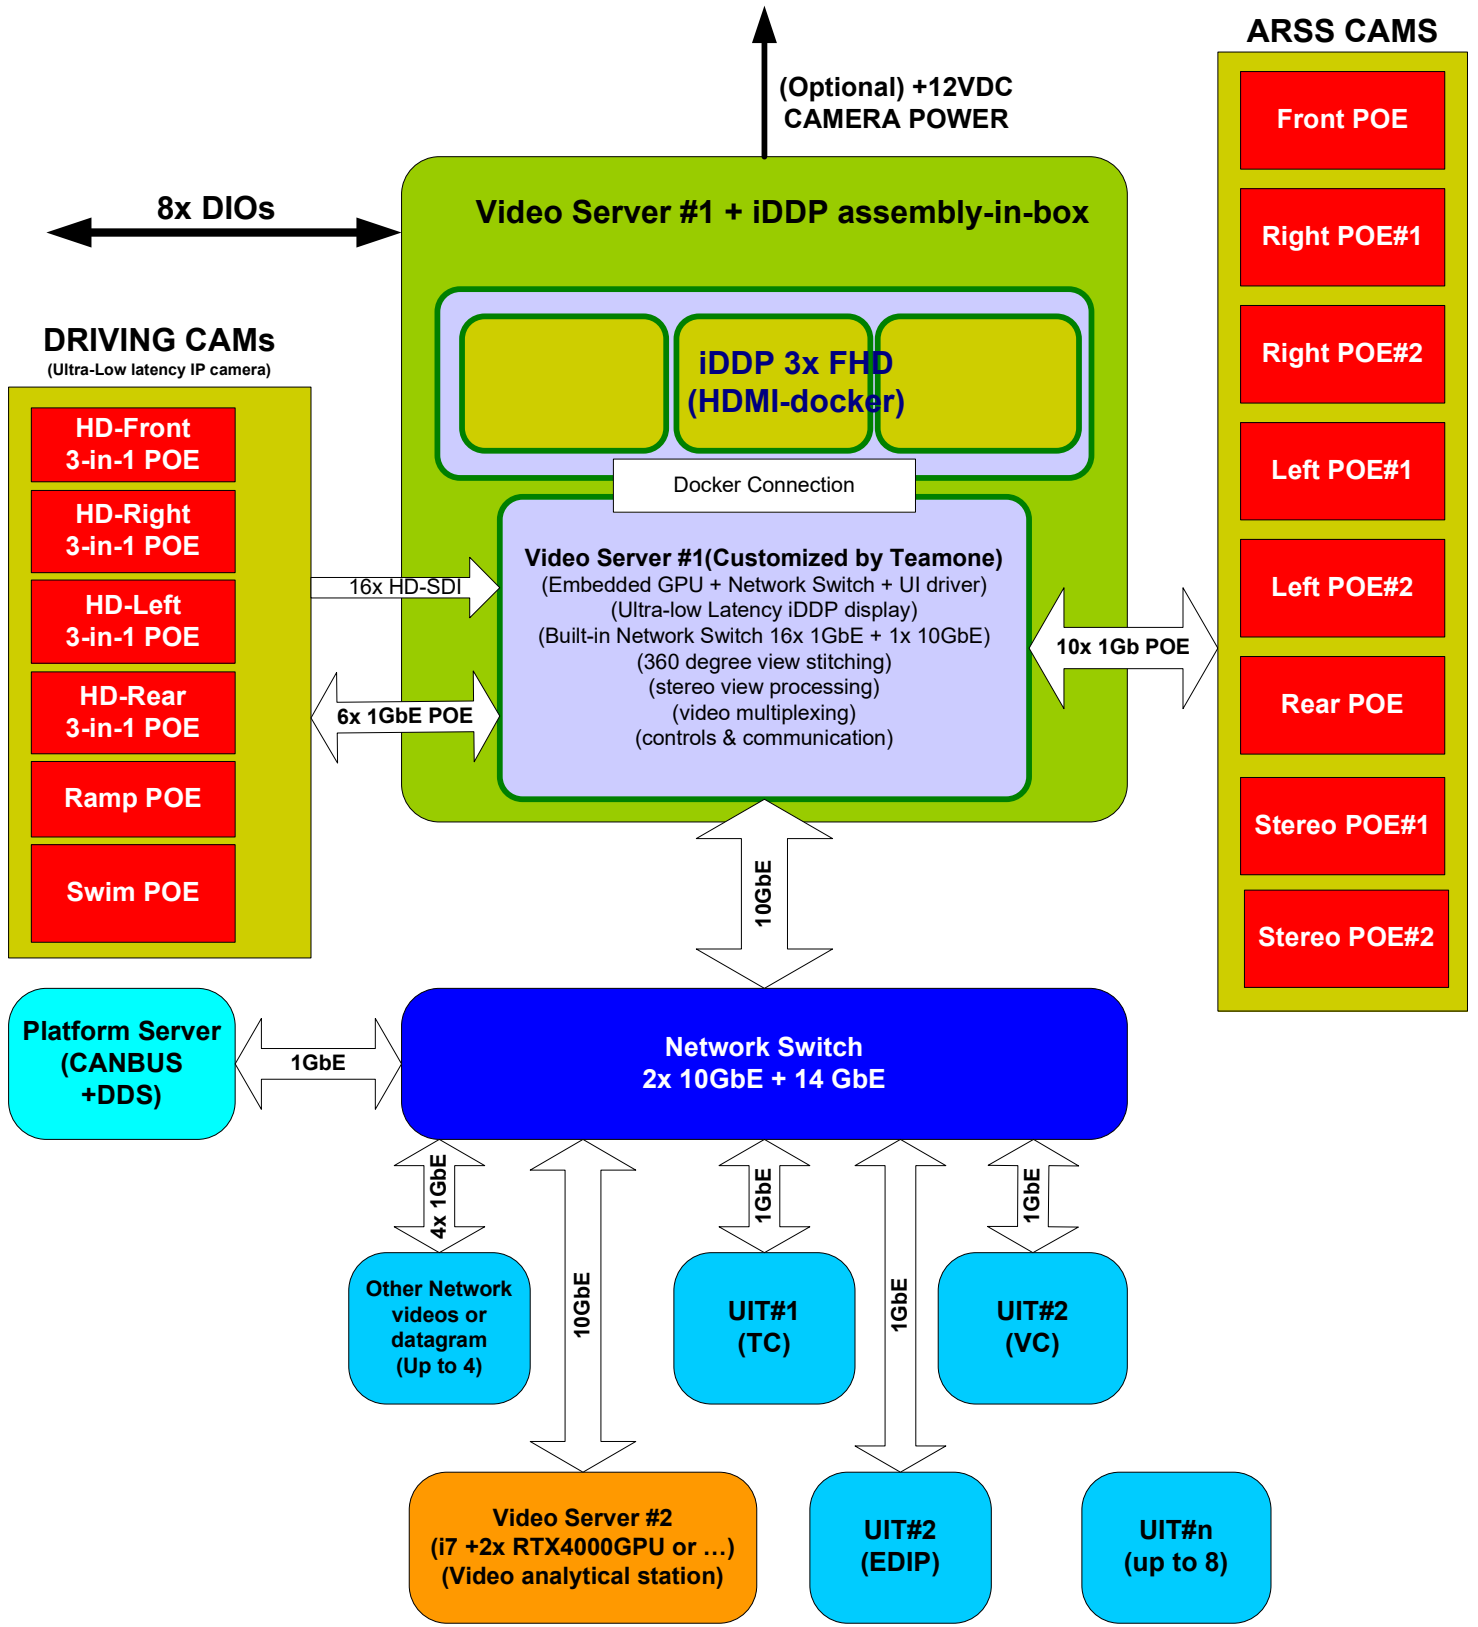 ARSS CAMS
(Optional) +12VDC
CAMERA POWER
8x DIOs
Video Server #1 + iDDP assembly-in-box
iDDP 3x FHD
(HDMI-docker)
Docker Connection
Video Server #1(Customized by Teamone)
(Embedded GPU + Network Switch + UI driver)
(Ultra-low Latency iDDP display)
(Built-in Network Switch 16x 1GbE + 1x 10GbE)
(360 degree view stitching)
(stereo view processing)
(video multiplexing)
(controls & communication)
DRIVING CAMs
(Ultra-Low latency IP camera)
HD-Front
3-in-1 POE
HD-Right
3-in-1 POE
HD-Left
3-in-1 POE
HD-Rear
3-in-1 POE
Ramp POE
Swim POE
16x HD-SDI
6x 1GbE POE
10x 1Gb POE
Front POE
Right POE#1
Right POE#2
Left POE#1
Left POE#2
Rear POE
Stereo POE#1
Stereo POE#2
10GbE
Platform Server
(CANBUS
+DDS)
1GbE
Network Switch
2x 10GbE + 14 GbE
4x 1GbE
10GbE
1GbE
1GbE
1GbE
Other Network
videos or
datagram
(Up to 4)
UIT#1
(TC)
UIT#2
(VC)
Video Server #2
(i7 +2x RTX4000GPU or …)
(Video analytical station)
UIT#2
(EDIP)
UIT#n
(up to 8)